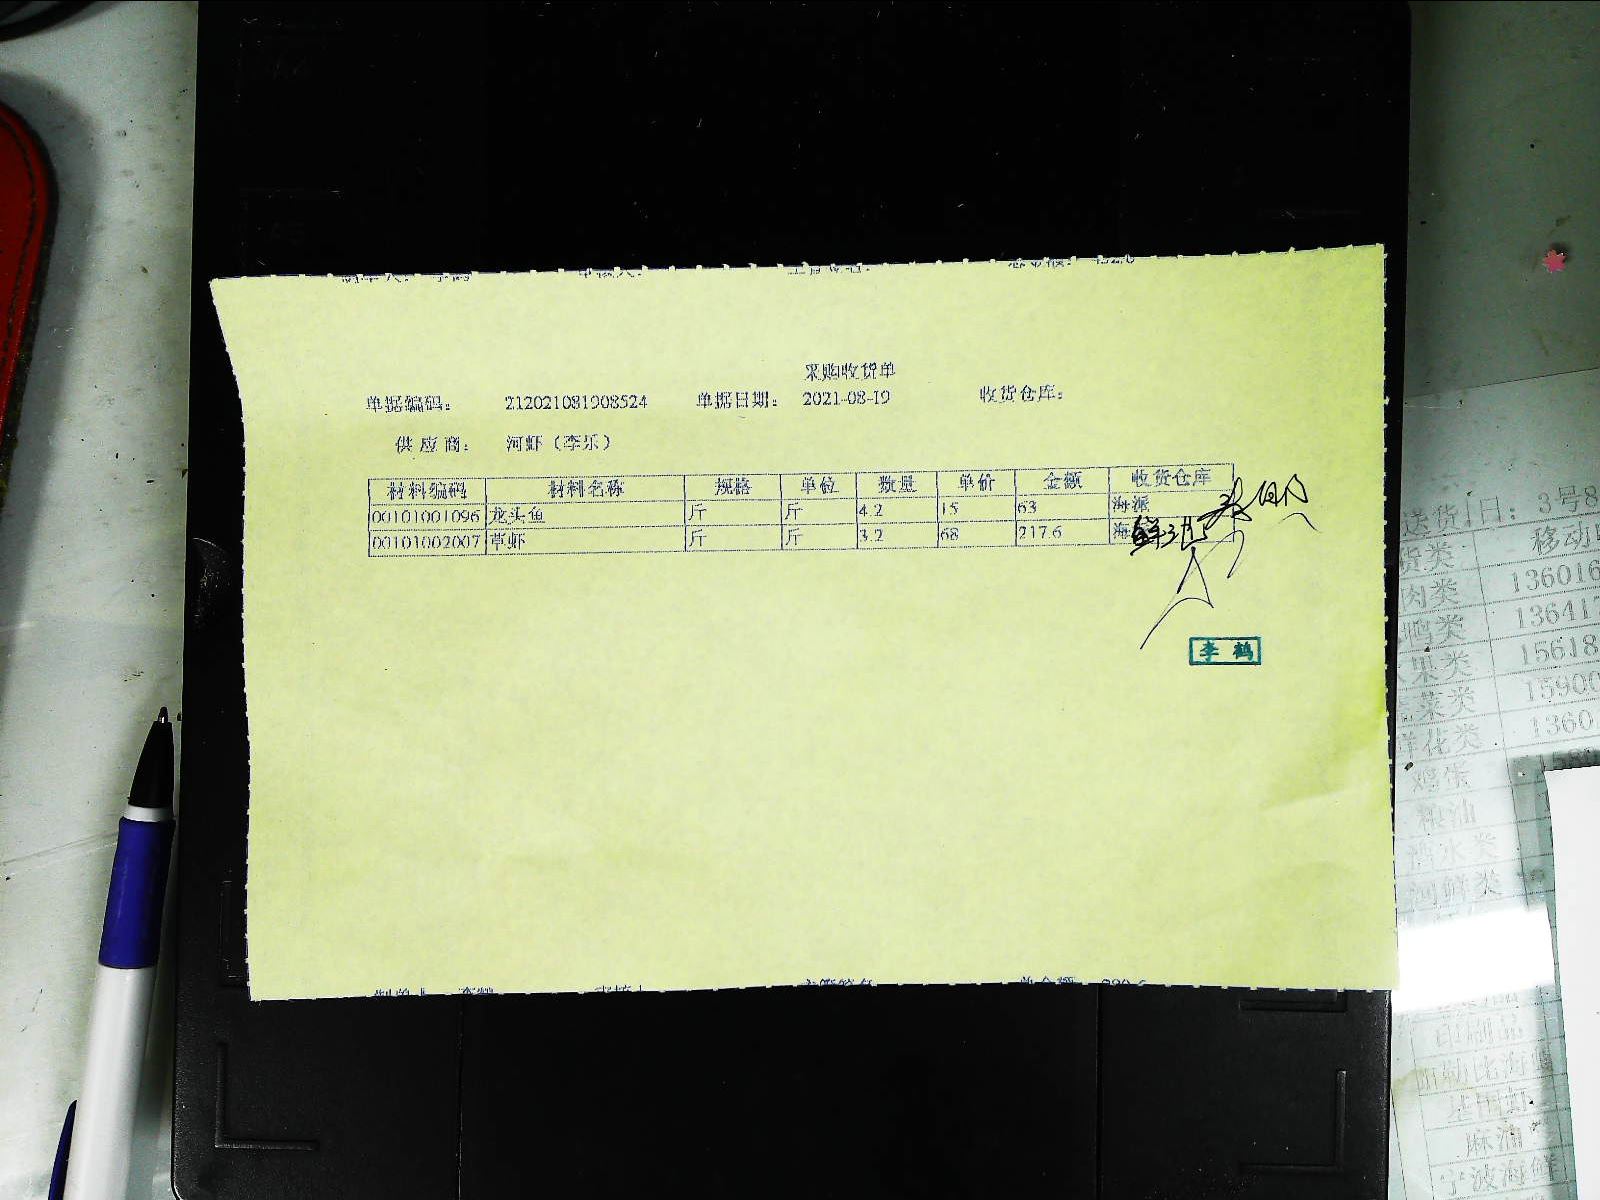 采购收货单
单据编码： 212021081908524 单据日期： 2021-08-19 收货仓库：
供应商： 河虾（李乐）
材料编码 材料名称 规格 单位 数量 单价 金额 收货仓库
00101001096 龙头鱼 斤 斤 4.2 15 63 海派
00101002007 草虾 斤 斤 3.2 68 217.6 海
李鹤
送货 日：3号8
货类 移动
肉类 136016
鸭类 13641
果类 15618
菜类 15900
洋化类 1360
鸡蛋
粮油
水类
河鲜类
印刷品
麻油
宁波海鲜